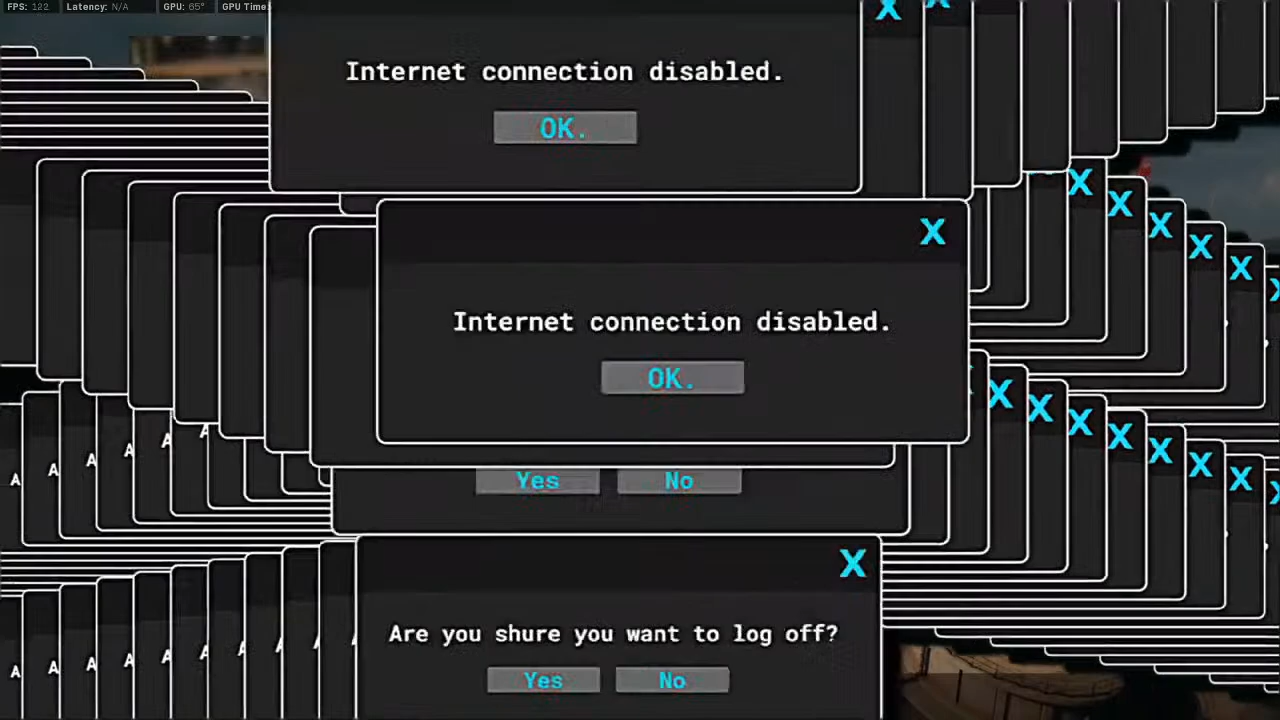 FPS: 122 Latency: N/A GPU: 65° GPU Time:
X X
Internet connection disabled.
OK.
X
X
X
X
X
X
X
Internet connection disabled.
OK.
X
X
X
X
X
X
X
A
A
A
A
A
A
Yes No
X
Are you shure you want to log off?
Yes No
A
A
A
A
A
A